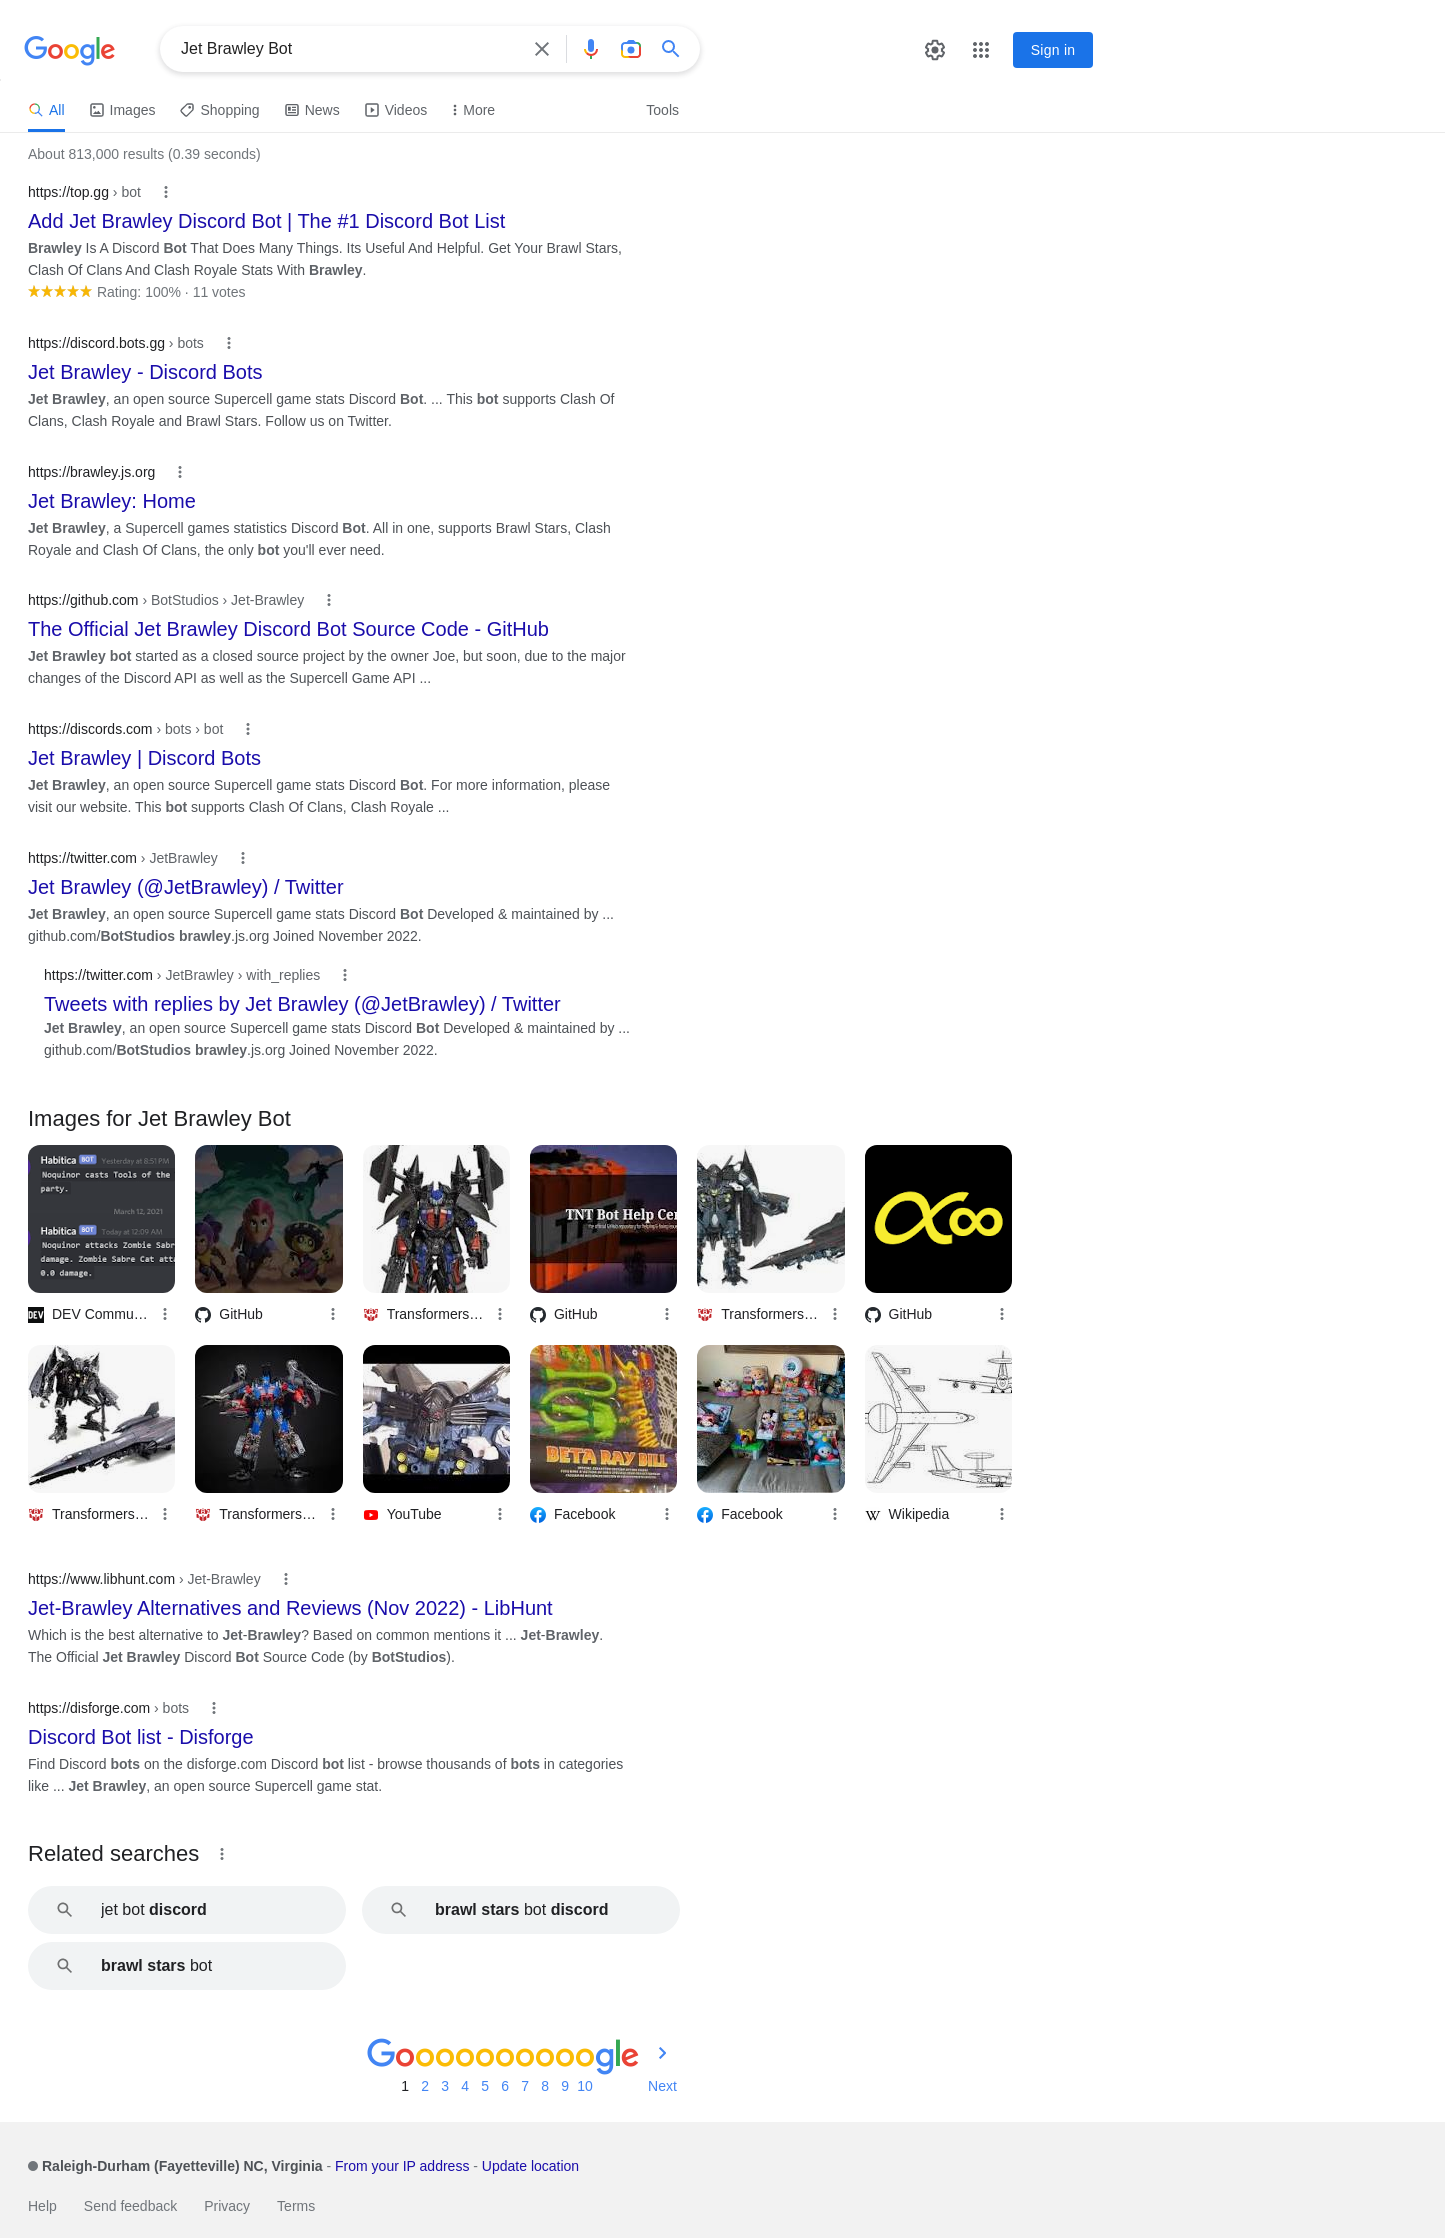 Google
Jet Brawley Bot
Sign in
All
Images
Shopping
News
Videos
More
Tools
About 813,000 results (0.39 seconds)
https://top.gg › bot
Add Jet Brawley Discord Bot | The #1 Discord Bot List
Brawley Is A Discord Bot That Does Many Things. Its Useful And Helpful. Get Your Brawl Stars,
Clash Of Clans And Clash Royale Stats With Brawley.
Rating: 100% · 11 votes
https://discord.bots.gg › bots
Jet Brawley - Discord Bots
Jet Brawley, an open source Supercell game stats Discord Bot. ... This bot supports Clash Of
Clans, Clash Royale and Brawl Stars. Follow us on Twitter.
https://brawley.js.org
Jet Brawley: Home
Jet Brawley, a Supercell games statistics Discord Bot. All in one, supports Brawl Stars, Clash
Royale and Clash Of Clans, the only bot you'll ever need.
https://github.com › BotStudios › Jet-Brawley
The Official Jet Brawley Discord Bot Source Code - GitHub
Jet Brawley bot started as a closed source project by the owner Joe, but soon, due to the major
changes of the Discord API as well as the Supercell Game API ...
https://discords.com › bots › bot
Jet Brawley | Discord Bots
Jet Brawley, an open source Supercell game stats Discord Bot. For more information, please
visit our website. This bot supports Clash Of Clans, Clash Royale ...
https://twitter.com › JetBrawley
Jet Brawley (@JetBrawley) / Twitter
Jet Brawley, an open source Supercell game stats Discord Bot Developed & maintained by ...
github.com/BotStudios brawley.js.org Joined November 2022.
https://twitter.com › JetBrawley › with_replies
Tweets with replies by Jet Brawley (@JetBrawley) / Twitter
Jet Brawley, an open source Supercell game stats Discord Bot Developed & maintained by ...
github.com/BotStudios brawley.js.org Joined November 2022.
Images for Jet Brawley Bot
Habitica BOT Yesterday at 8:51 PM
Noquinor casts Tools of the
party.
March 12, 2021
Habitica BOT Today at 12:09 AM
Noquinor attacks Zombie Sabr
damage. Zombie Sabre Cat atta
0.0 damage.
TNT Bot Help Cen
DEV Commu...
GitHub
Transformers...
GitHub
Transformers...
GitHub
BETA RAY BILL
Transformers...
Transformers...
YouTube
Facebook
Facebook
Wikipedia
https://www.libhunt.com › Jet-Brawley
Jet-Brawley Alternatives and Reviews (Nov 2022) - LibHunt
Which is the best alternative to Jet-Brawley? Based on common mentions it ... Jet-Brawley.
The Official Jet Brawley Discord Bot Source Code (by BotStudios).
https://disforge.com › bots
Discord Bot list - Disforge
Find Discord bots on the disforge.com Discord bot list - browse thousands of bots in categories
like ... Jet Brawley, an open source Supercell game stat.
Related searches
jet bot discord
brawl stars bot discord
brawl stars bot
Goooooooooogle
1 2 3 4 5 6 7 8 9 10 Next
Raleigh-Durham (Fayetteville) NC, Virginia - From your IP address - Update location
Help Send feedback Privacy Terms